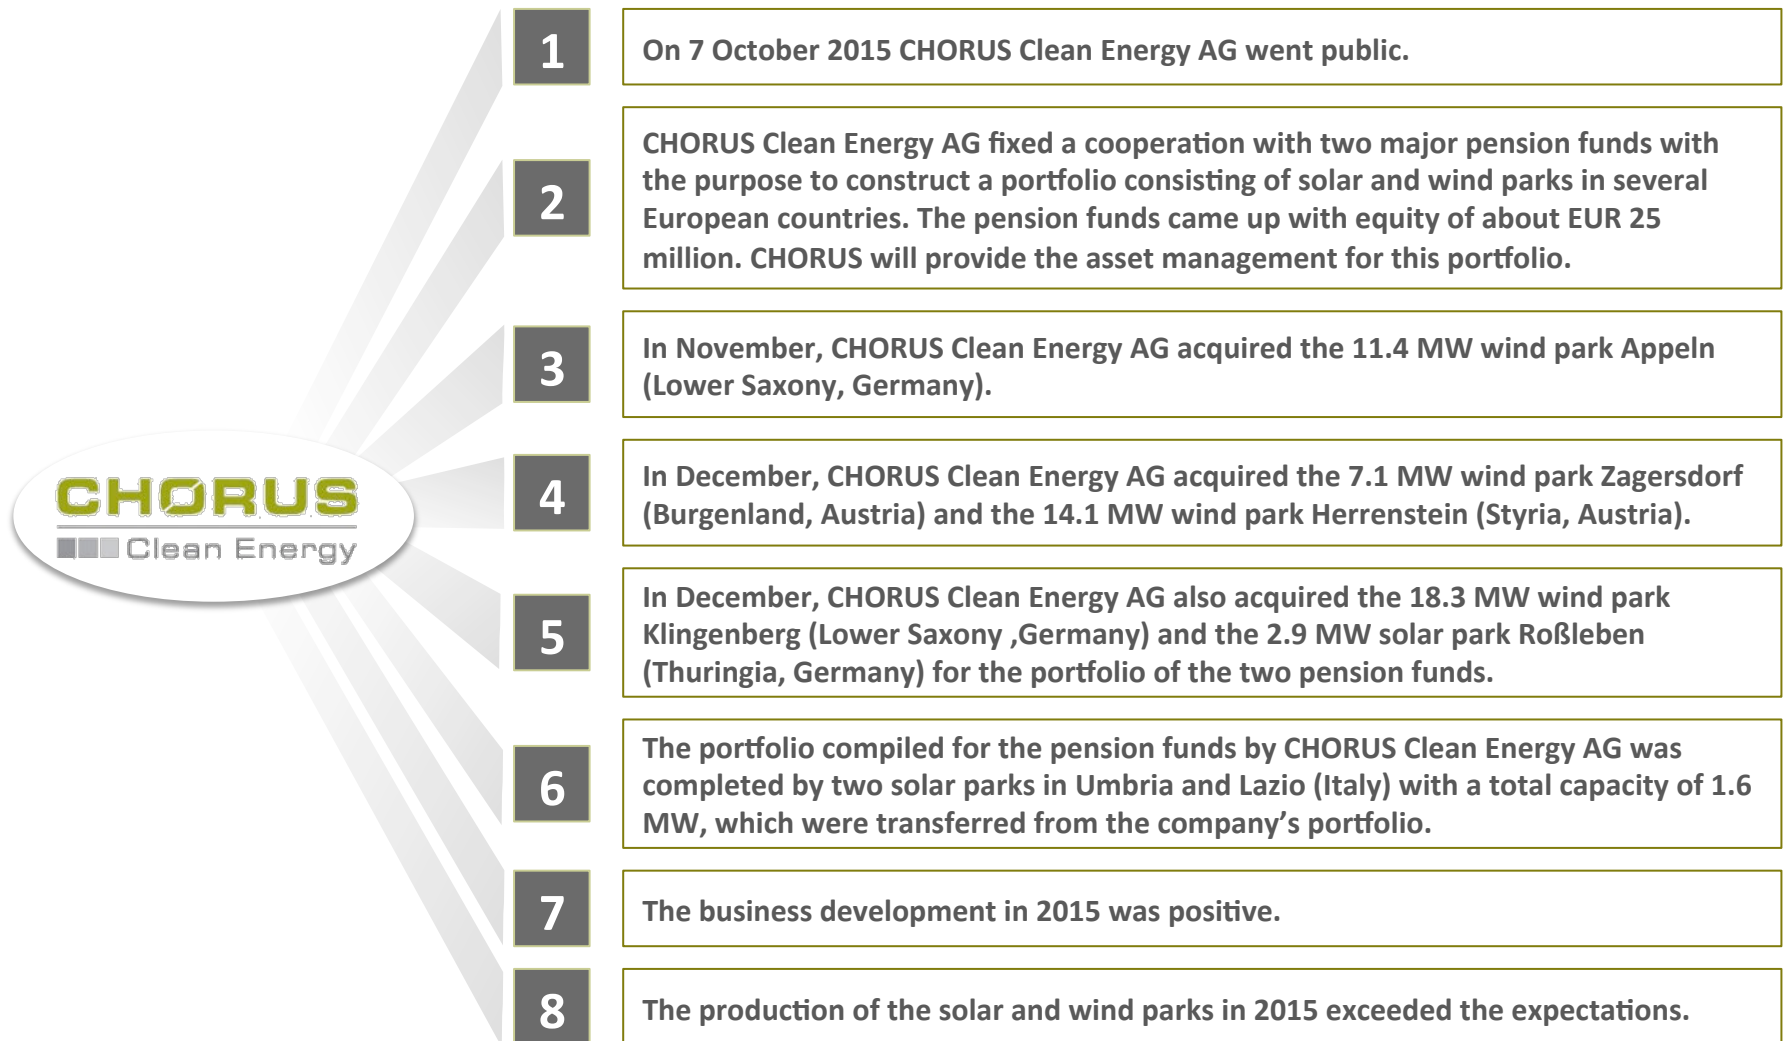 1
On 7 October 2015 CHORUS Clean Energy AG went public.
2
CHORUS Clean Energy AG fixed a cooperation with two major pension funds with
the purpose to construct a portfolio consisting of solar and wind parks in several
European countries. The pension funds came up with equity of about EUR 25
million. CHORUS will provide the asset management for this portfolio.
3
In November, CHORUS Clean Energy AG acquired the 11.4 MW wind park Appeln
(Lower Saxony, Germany).
CHORUS
Clean Energy
4
In December, CHORUS Clean Energy AG acquired the 7.1 MW wind park Zagersdorf
(Burgenland, Austria) and the 14.1 MW wind park Herrenstein (Styria, Austria).
5
In December, CHORUS Clean Energy AG also acquired the 18.3 MW wind park
Klingenberg (Lower Saxony ,Germany) and the 2.9 MW solar park Roßleben
(Thuringia, Germany) for the portfolio of the two pension funds.
6
The portfolio compiled for the pension funds by CHORUS Clean Energy AG was
completed by two solar parks in Umbria and Lazio (Italy) with a total capacity of 1.6
MW, which were transferred from the company’s portfolio.
7
The business development in 2015 was positive.
8
The production of the solar and wind parks in 2015 exceeded the expectations.